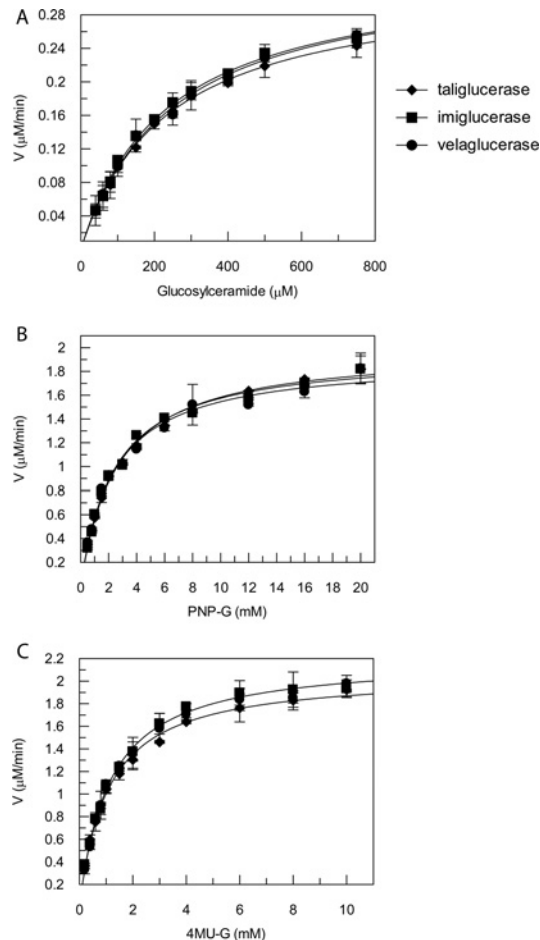 A
0.28
0.24
0.20
0.16
0.12
0.08
0.04
V (µM/min)
0 200 400 600 800
Glucosylceramide (µM)
taliglucerase
imiglucerase
velaglucerase
B
2
1.8
1.6
1.4
1.2
1
0.8
0.6
0.4
0.2
V (µM/min)
0 2 4 6 8 10 12 14 16 18 20
PNP-G (mM)
C
2.2
2
1.8
1.6
1.4
1.2
1
0.8
0.6
0.4
0.2
V (µM/min)
0 2 4 6 8 10
4MU-G (mM)